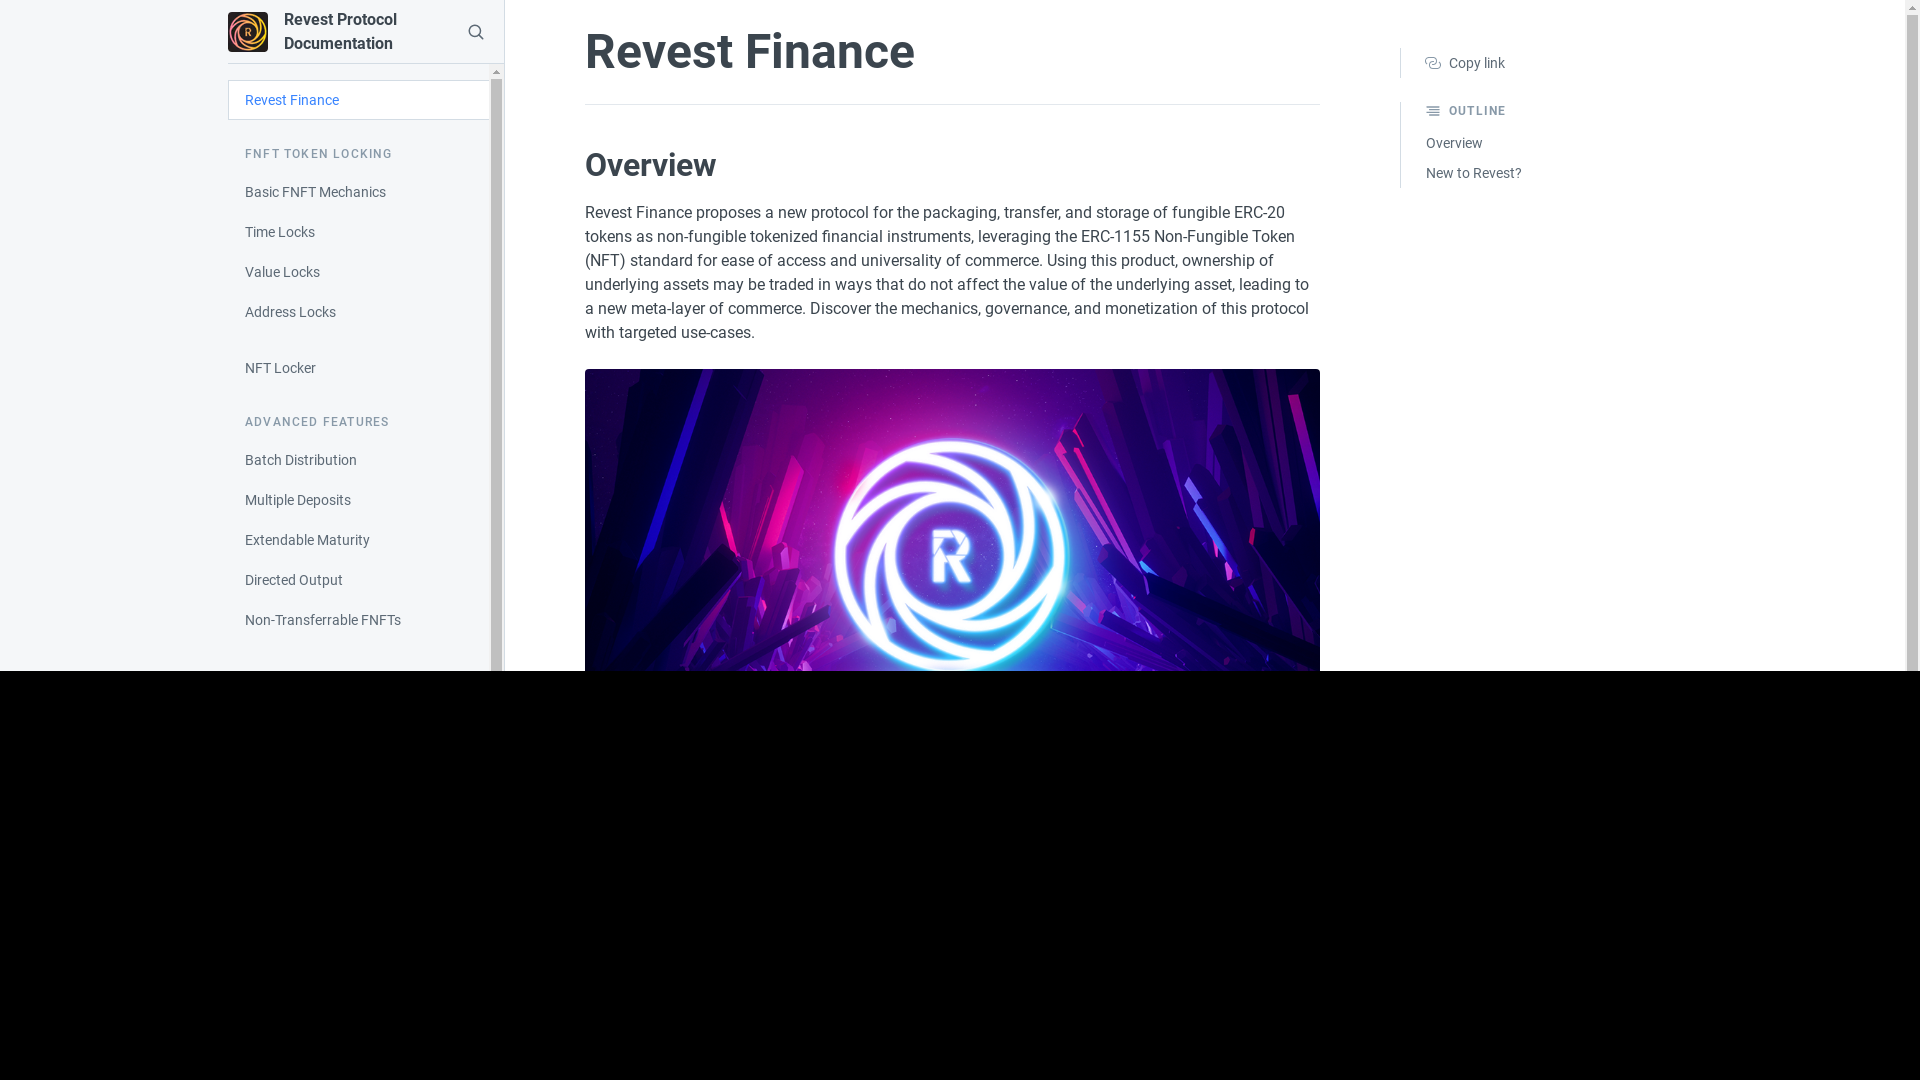 Revest Protocol
Documentation
Revest Finance
FNFT TOKEN LOCKING
Basic FNFT Mechanics
Time Locks
Value Locks
Address Locks
NFT Locker
ADVANCED FEATURES
Batch Distribution
Multiple Deposits
Extendable Maturity
Directed Output
Non-Transferrable FNFTs
Revest Finance
Overview
Revest Finance proposes a new protocol for the packaging, transfer, and storage of fungible ERC-20
tokens as non-fungible tokenized financial instruments, leveraging the ERC-1155 Non-Fungible Token
(NFT) standard for ease of access and universality of commerce. Using this product, ownership of
underlying assets may be traded in ways that do not affect the value of the underlying asset, leading to
a new meta-layer of commerce. Discover the mechanics, governance, and monetization of this protocol
with targeted use-cases.
R
Copy link
OUTLINE
Overview
New to Revest?